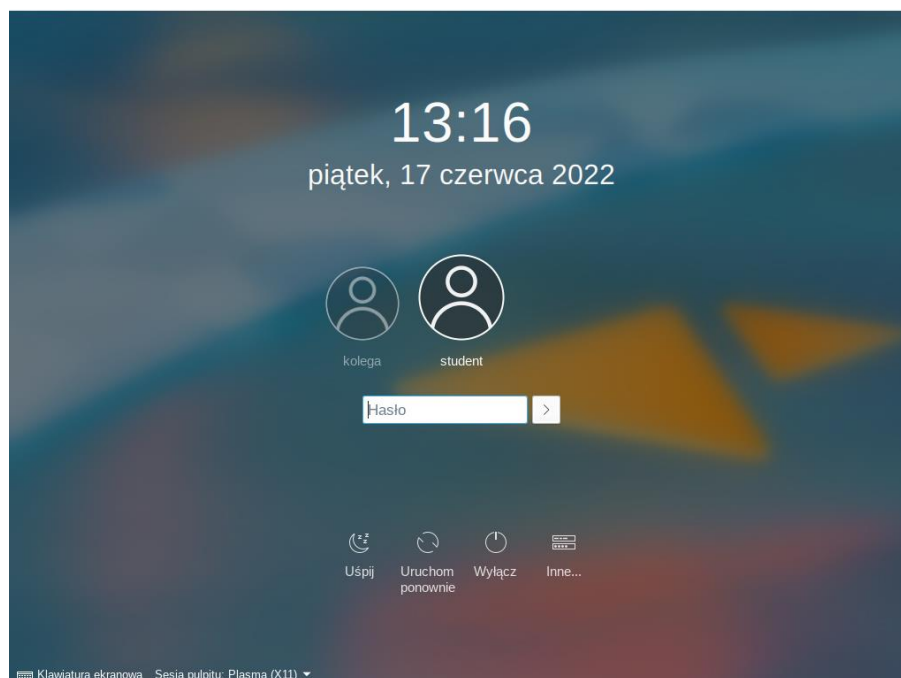 13:16
piątek, 17 czerwca 2022
kolega student
Hasło
Uśpij Uruchom ponownie Wyłącz Inne...
Klawiatura ekranowa Sesja pulpitu: Plasma (X11)